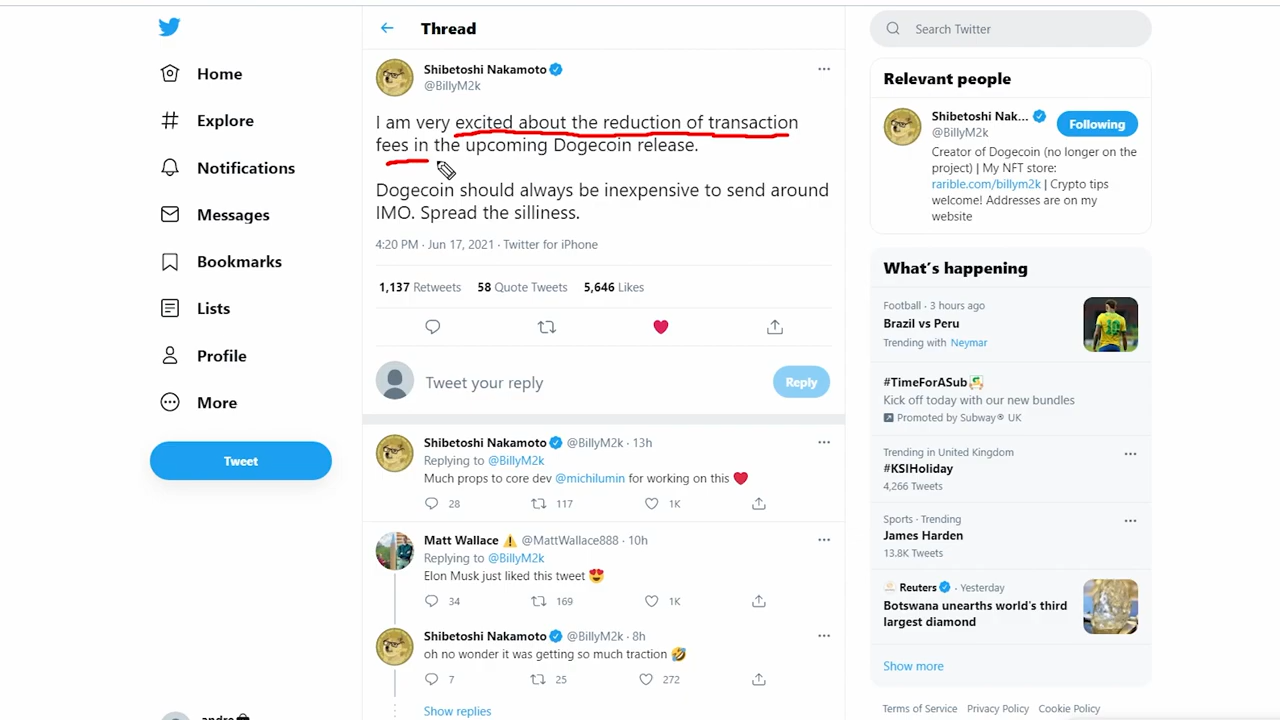 Home
Explore
Notifications
Messages
Bookmarks
Lists
Profile
More
Tweet
Thread
Shibetoshi Nakamoto
@BillyM2k
I am very excited about the reduction of transaction
fees in the upcoming Dogecoin release.
Dogecoin should always be inexpensive to send around
IMO. Spread the silliness.
4:20 PM · Jun 17, 2021 · Twitter for iPhone
1,137 Retweets 58 Quote Tweets 5,646 Likes
Tweet your reply
Reply
Shibetoshi Nakamoto @BillyM2k · 13h
Replying to @BillyM2k
Much props to core dev @michilumin for working on this ❤️
28 117 1K
Matt Wallace ⚠️ @MattWallace888 · 10h
Replying to @BillyM2k
Elon Musk just liked this tweet 😍
34 169 1K
Shibetoshi Nakamoto @BillyM2k · 8h
oh no wonder it was getting so much traction 🤣
7 25 272
Show replies
Search Twitter
Relevant people
Shibetoshi Nak...
@BillyM2k
Following
Creator of Dogecoin (no longer on the
project) | My NFT store:
rarible.com/billym2k | Crypto tips
welcome! Addresses are on my
website
What's happening
Football · 3 hours ago
Brazil vs Peru
Trending with Neymar
#TimeForASub
Kick off today with our new bundles
Promoted by Subway® UK
Trending in United Kingdom
#KSIHoliday
4,266 Tweets
Sports · Trending
James Harden
13.8K Tweets
Reuters · Yesterday
Botswana unearths world's third
largest diamond
Show more
Terms of Service Privacy Policy Cookie Policy